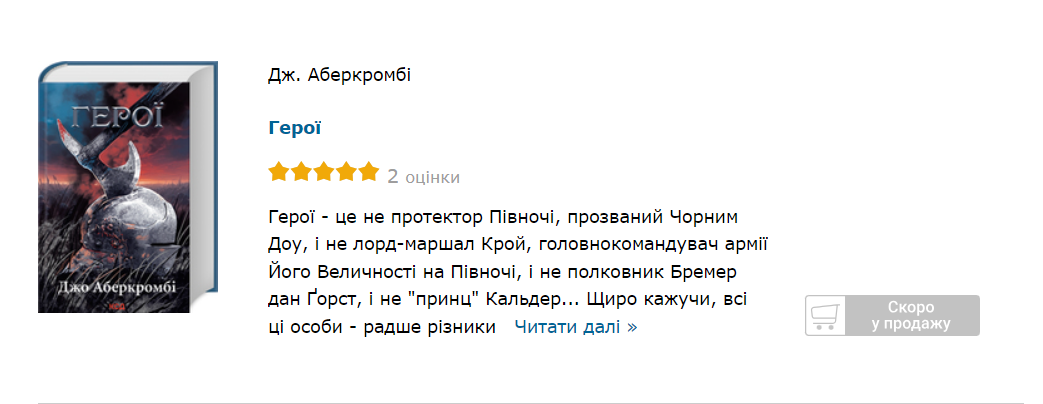 ГЕРОЇ
Джо Аберкромбі
Дж. Аберкромбі
Герої
2 оцінки
Герої - це не протектор Півночі, прозваний Чорним
Доу, і не лорд-маршал Крой, головнокомандувач армії
Його Величності на Півночі, і не полковник Бремер
дан Ґорст, і не "принц" Кальдер... Щиро кажучи, всі
ці особи - радше різники Читати далі »
Скоро
у продажу